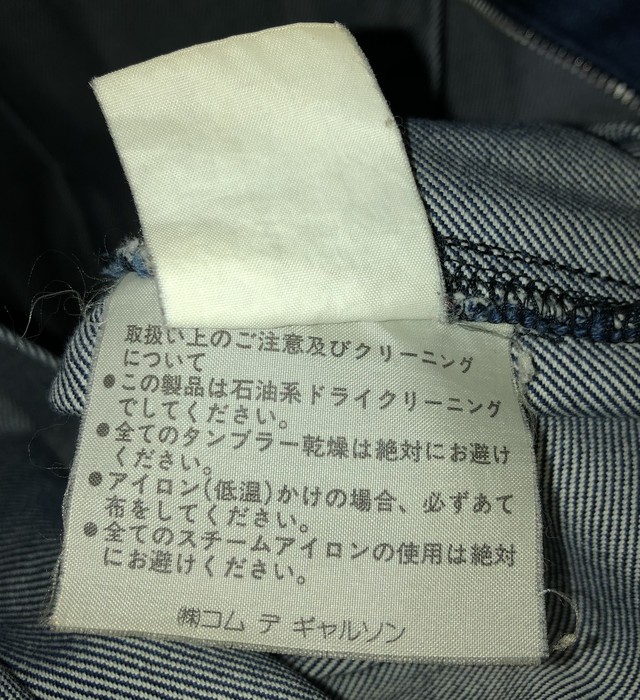 取扱い上のご注意及びクリーニング
について
●この製品は石油系ドライクリーニング
でしてください。
●全てのタンブラー乾燥は絶対にお避け
ください。
●アイロン(低温)かけの場合、必ずあて
布をしてください。
●全てのスチームアイロンの使用は絶対
にお避けください。
㈱コム デ ギャルソン